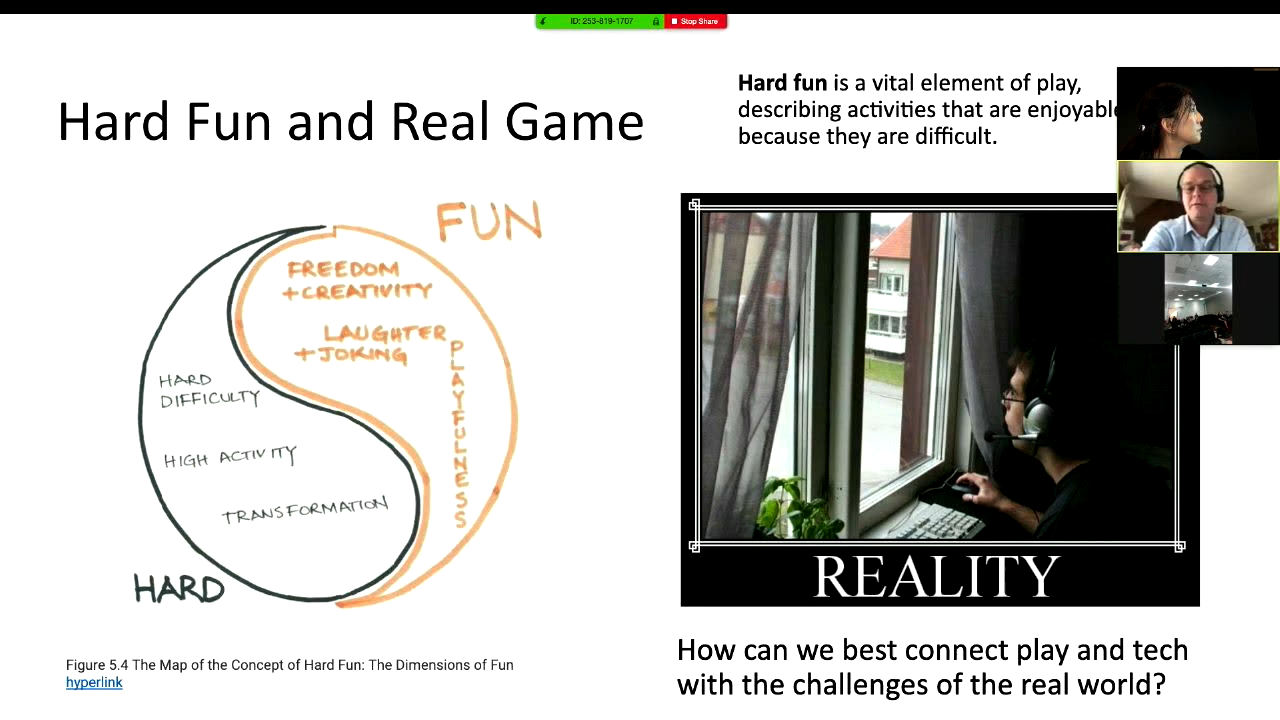 ID: 253-819-1707
Stop Share
Hard Fun and Real Game
Hard fun is a vital element of play,
describing activities that are enjoyable
because they are difficult.
FUN
FREEDOM
+CREATIVITY
LAUGHTER
+JOKING
PLAYFULNESS
HARD
DIFFICULTY
HIGH ACTIVITY
TRANSFORMATION
HARD
REALITY
Figure 5.4 The Map of the Concept of Hard Fun: The Dimensions of Fun
hyperlink
How can we best connect play and tech
with the challenges of the real world?